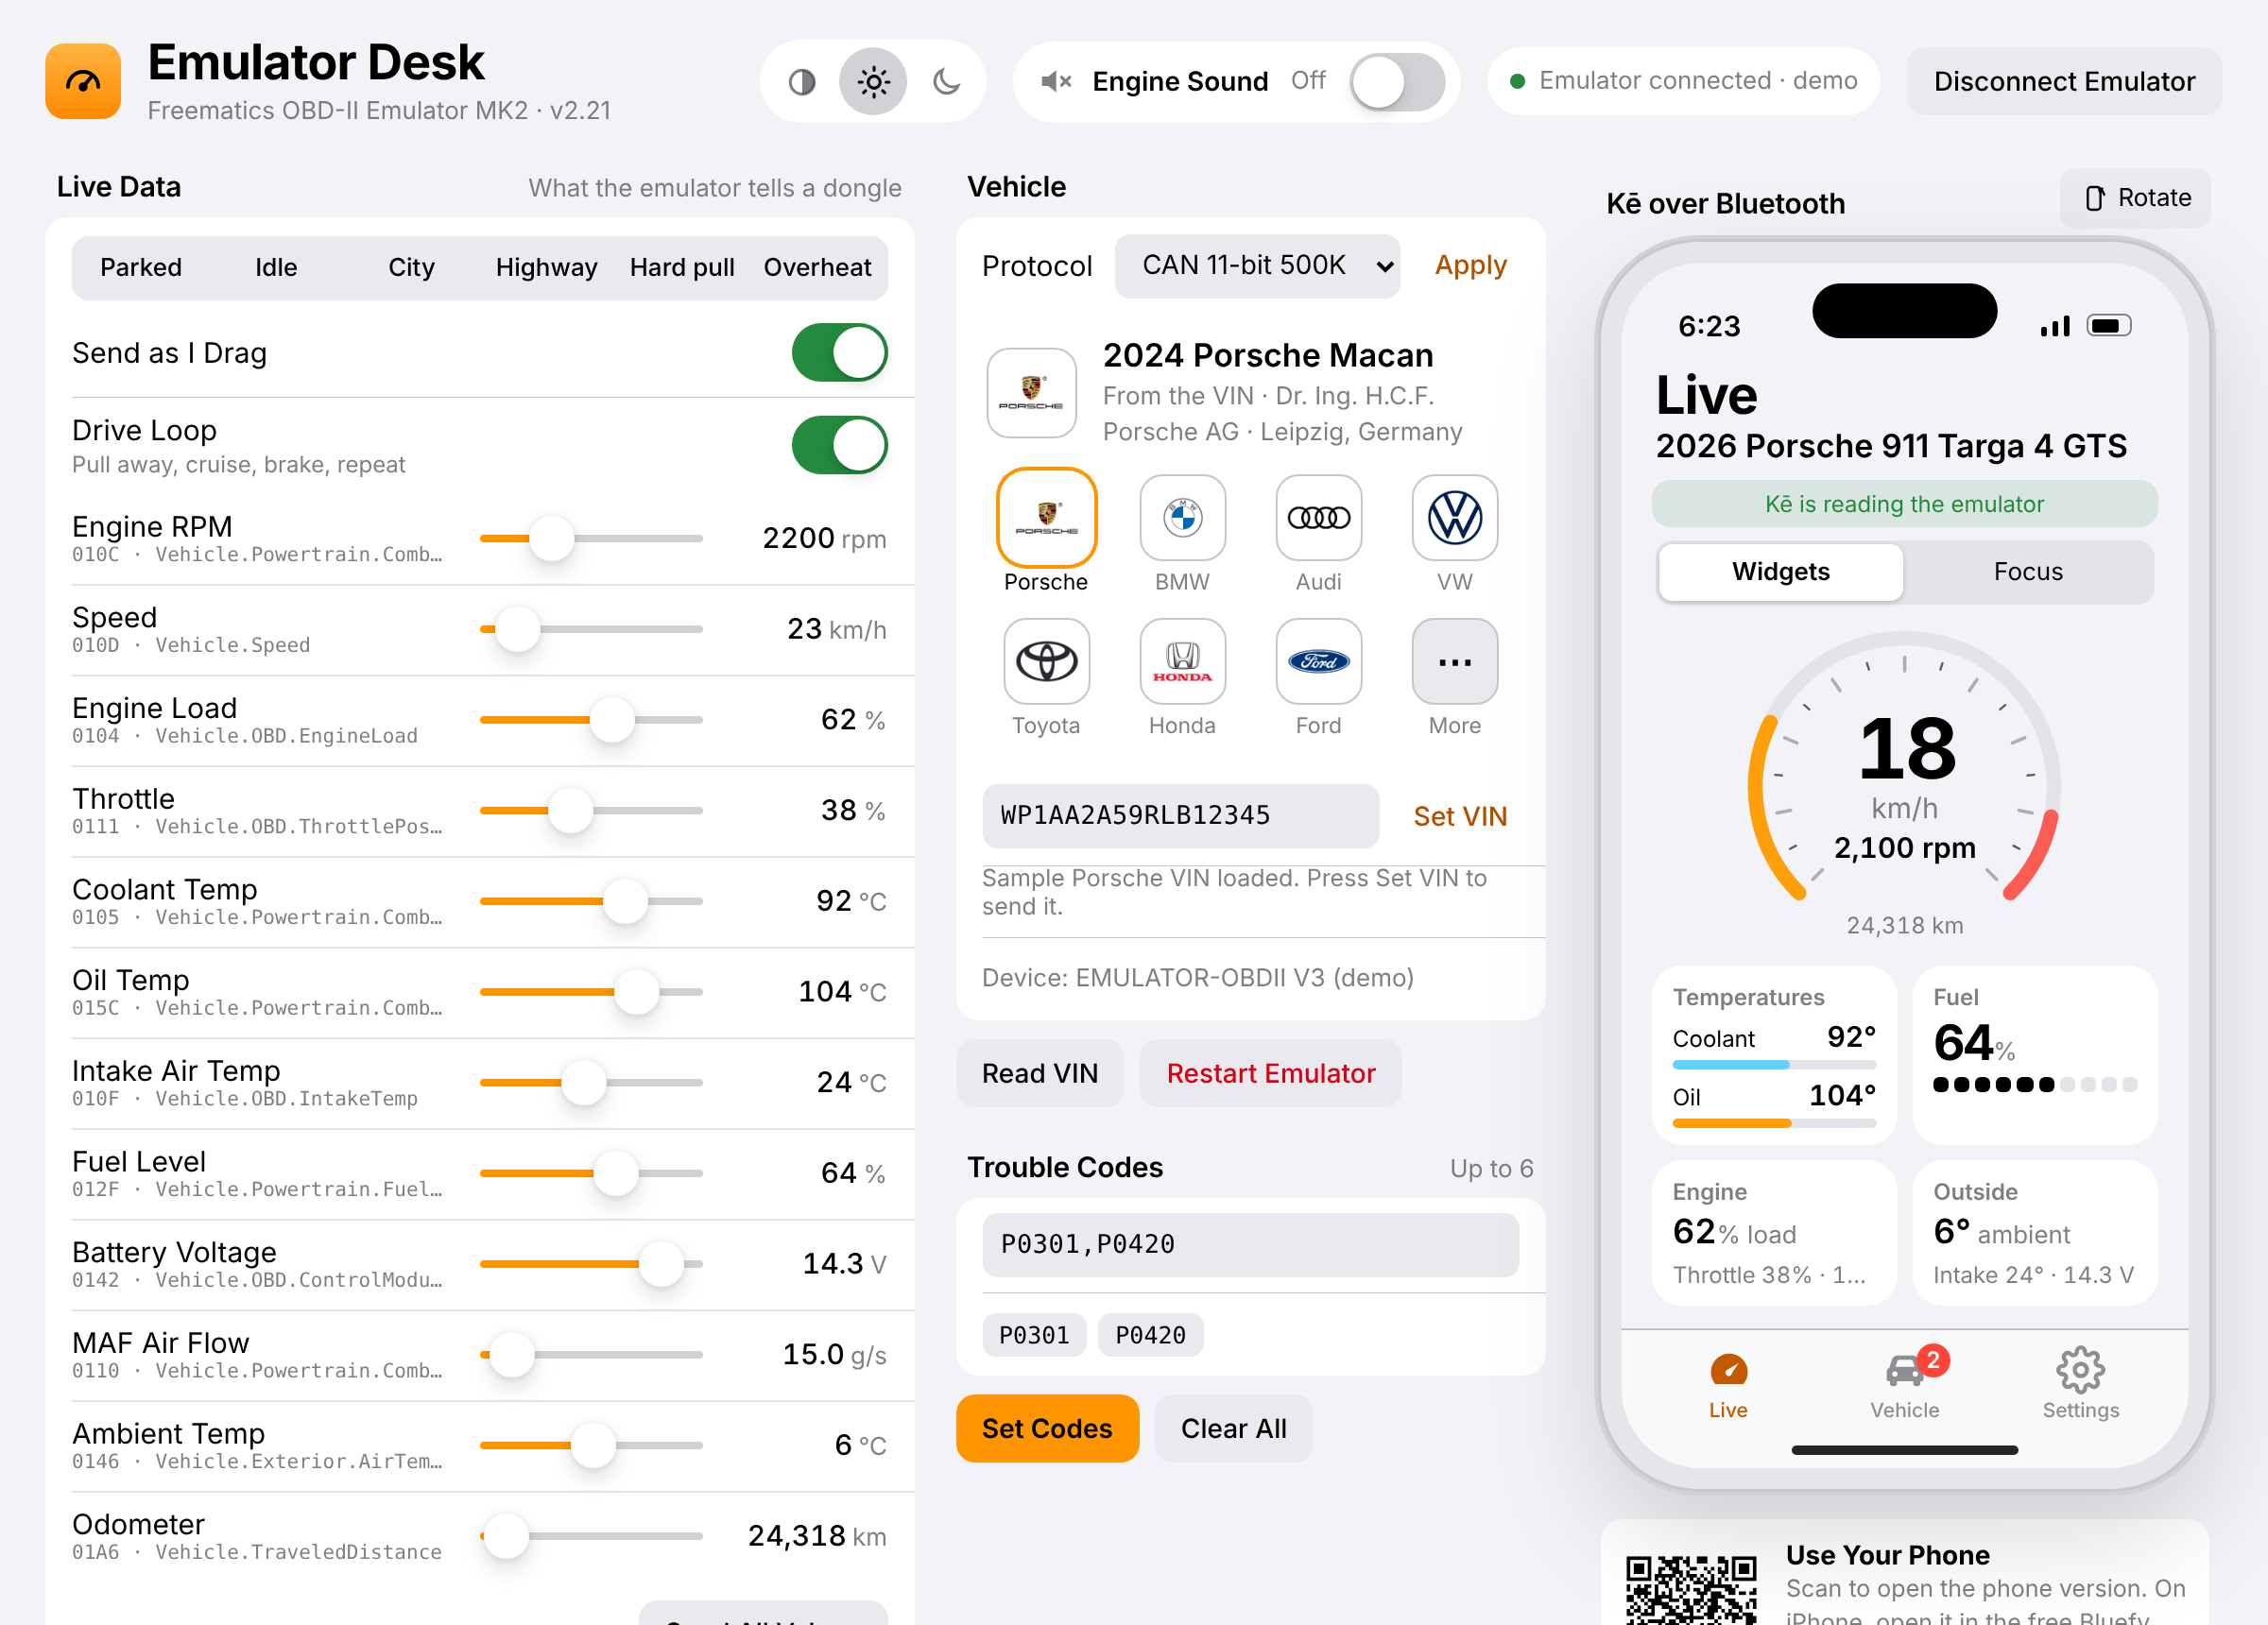 Emulator Desk
Freematics OBD-II Emulator MK2 · v2.21
Engine Sound Off
Emulator connected · demo
Disconnect Emulator
Live Data
What the emulator tells a dongle
Parked Idle City Highway Hard pull Overheat
Send as I Drag
Drive Loop
Pull away, cruise, brake, repeat
Engine RPM
010C · Vehicle.Powertrain.Comb…
2200 rpm
Speed
010D · Vehicle.Speed
23 km/h
Engine Load
0104 · Vehicle.OBD.EngineLoad
62 %
Throttle
0111 · Vehicle.OBD.ThrottlePos…
38 %
Coolant Temp
0105 · Vehicle.Powertrain.Comb…
92 °C
Oil Temp
015C · Vehicle.Powertrain.Comb…
104 °C
Intake Air Temp
010F · Vehicle.OBD.IntakeTemp
24 °C
Fuel Level
012F · Vehicle.Powertrain.Fuel…
64 %
Battery Voltage
0142 · Vehicle.OBD.ControlModu…
14.3 V
MAF Air Flow
0110 · Vehicle.Powertrain.Comb…
15.0 g/s
Ambient Temp
0146 · Vehicle.Exterior.AirTem…
6 °C
Odometer
01A6 · Vehicle.TraveledDistance
24,318 km
Vehicle
Protocol CAN 11-bit 500K Apply
PORSCHE
2024 Porsche Macan
From the VIN · Dr. Ing. H.C.F.
Porsche AG · Leipzig, Germany
PORSCHE
BMW
Porsche BMW Audi VW
HONDA
Ford
Toyota Honda Ford More
WP1AA2A59RLB12345
Set VIN
Sample Porsche VIN loaded. Press Set VIN to
send it.
Device: EMULATOR-OBDII V3 (demo)
Read VIN
Restart Emulator
Trouble Codes
Up to 6
P0301,P0420
P0301 P0420
Set Codes
Clear All
Kē over Bluetooth
Rotate
6:23
Live
2026 Porsche 911 Targa 4 GTS
Kē is reading the emulator
Widgets Focus
18
km/h
2,100 rpm
24,318 km
Temperatures
Coolant 92°
Oil 104°
Fuel
64%
Engine
62% load
Throttle 38% · 1…
Outside
6° ambient
Intake 24° · 14.3 V
2
Live Vehicle Settings
Use Your Phone
Scan to open the phone version. On
iPhone, open it in the free Bluefy